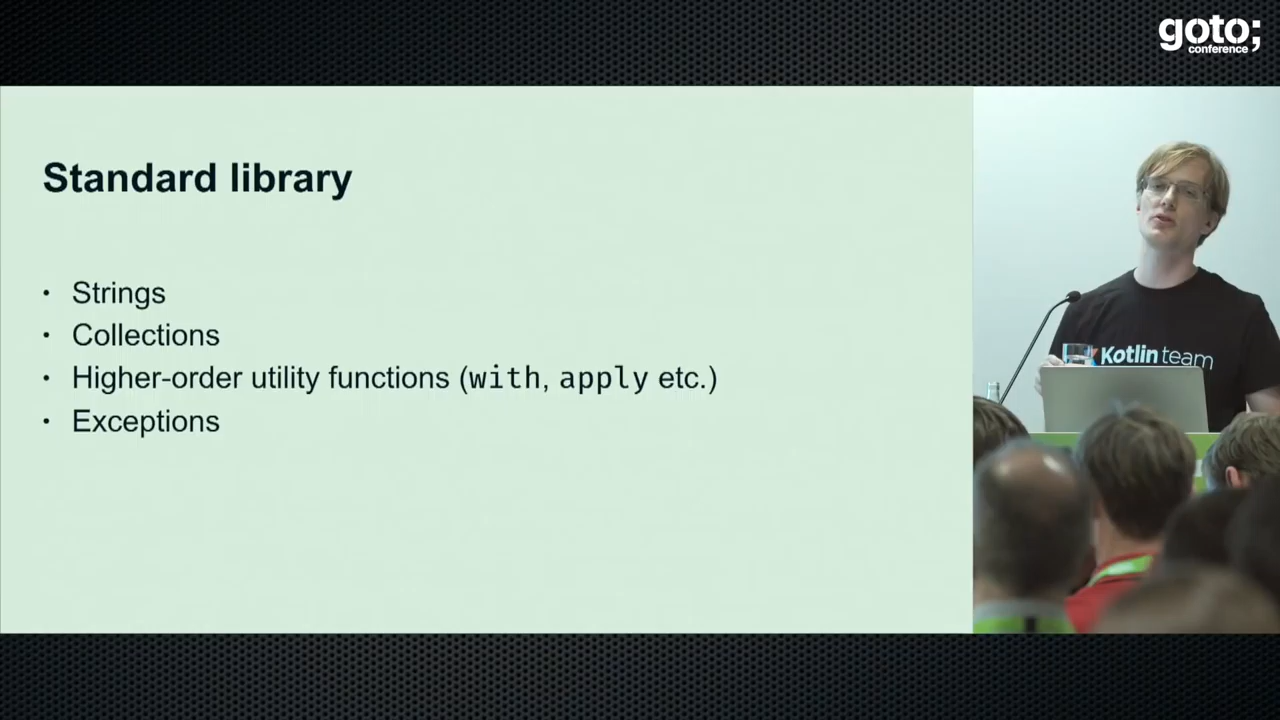 goto;
conference
Standard library
• Strings
• Collections
• Higher-order utility functions (with, apply etc.)
• Exceptions
Kotlin team